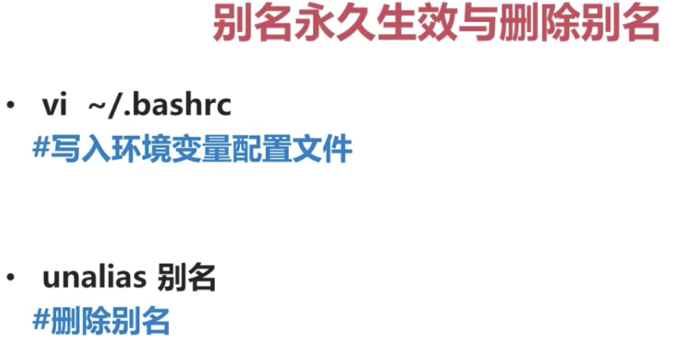 别名永久生效与删除别名
• vi ~/.bashrc
#写入环境变量配置文件
• unalias 别名
#删除别名